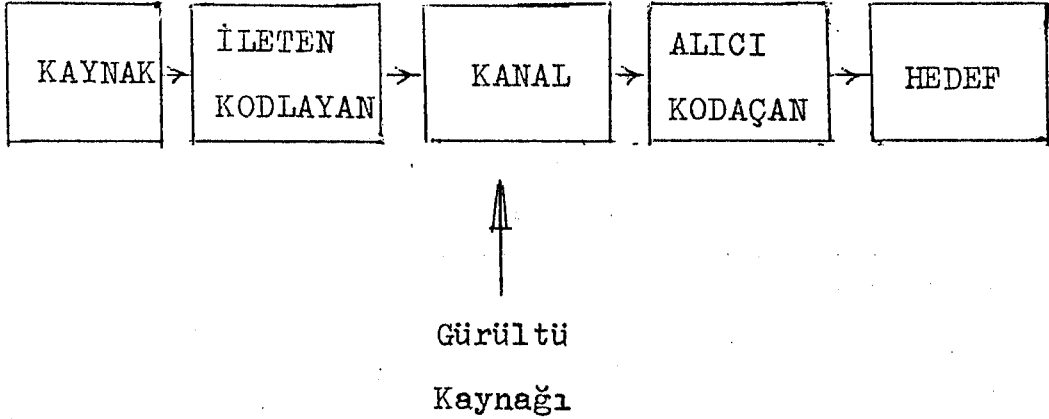 KAYNAK
İLETEN
KODLAYAN
KANAL
ALICI
KODAÇAN
HEDEF
Gürültü
Kaynağı